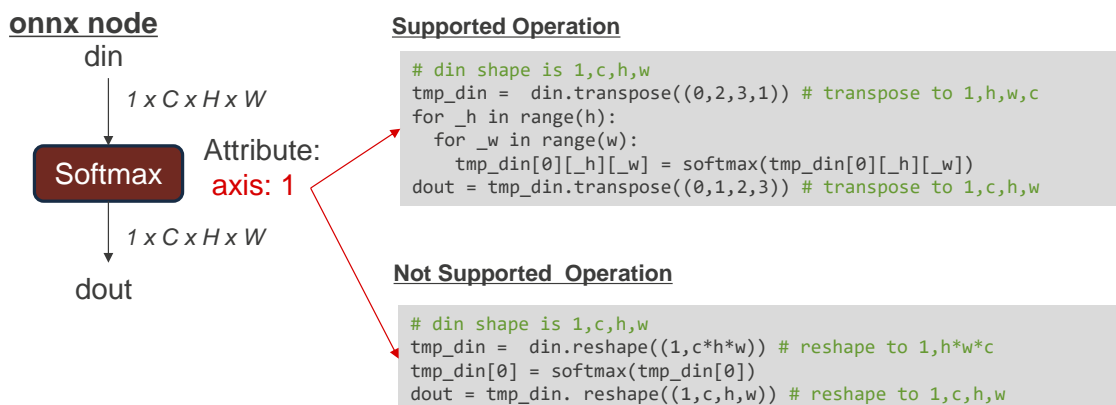 onnx node
din
1 x C x H x W
Softmax
Attribute:
axis: 1
1 x C x H x W
dout
Supported Operation
# din shape is 1,c,h,w
tmp_din =  din.transpose((0,2,3,1)) # transpose to 1,h,w,c
for _h in range(h):
  for _w in range(w):
    tmp_din[0][_h][_w] = softmax(tmp_din[0][_h][_w])
dout = tmp_din.transpose((0,1,2,3)) # transpose to 1,c,h,w
Not Supported  Operation
# din shape is 1,c,h,w
tmp_din =  din.reshape((1,c*h*w)) # reshape to 1,h*w*c
tmp_din[0] = softmax(tmp_din[0])
dout = tmp_din. reshape((1,c,h,w)) # reshape to 1,c,h,w